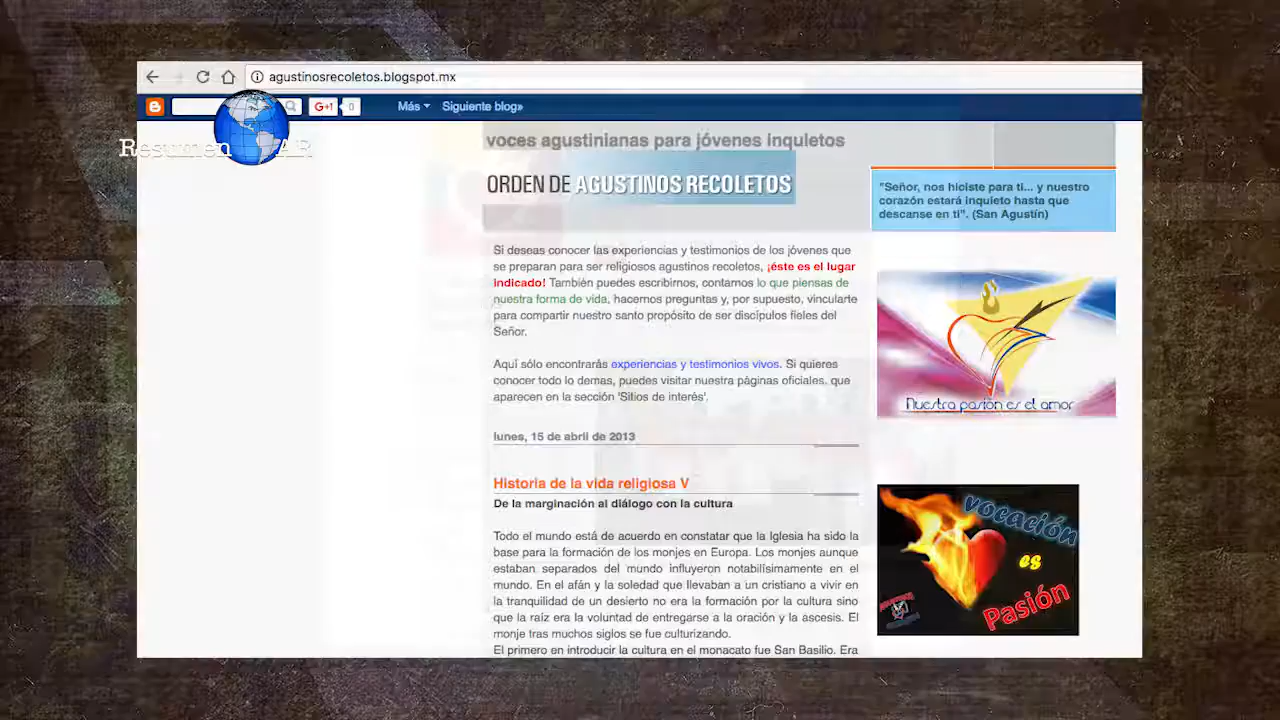 agustinosrecoletos.blogspot.mx
G+1 0 Más Siguiente blog»
Resumen AR
voces agustinianas para jóvenes inquietos
ORDEN DE AGUSTINOS RECOLETOS
Si deseas conocer las experiencias y testimonios de los jóvenes que
se preparan para ser religiosos agustinos recoletos, ¡éste es el lugar
indicado! También puedes escribirnos, contarnos lo que piensas de
nuestra forma de vida, hacernos preguntas y, por supuesto, vincularte
para compartir nuestro santo propósito de ser discípulos fieles del
Señor.
Aquí sólo encontrarás experiencias y testimonios vivos. Si quieres
conocer todo lo demas, puedes visitar nuestra páginas oficiales. que
aparecen en la sección 'Sitios de interés'.
lunes, 15 de abril de 2013
Historia de la vida religiosa V
De la marginación al diálogo con la cultura
Todo el mundo está de acuerdo en constatar que la Iglesia ha sido la
base para la formación de los monjes en Europa. Los monjes aunque
estaban separados del mundo influyeron notabilísimamente en el
mundo. En el afán y la soledad que llevaban a un cristiano a vivir en
la tranquilidad de un desierto no era la formación por la cultura sino
que la raíz era la voluntad de entregarse a la oración y la ascesis. El
monje tras muchos siglos se fue culturizando.
El primero en introducir la cultura en el monacato fue San Basilio. Era
"Señor, nos hiciste para ti... y nuestro
corazón estará inquieto hasta que
descanse en ti". (San Agustín)
Nuestra pasión es el amor
vocación
es
Pasión